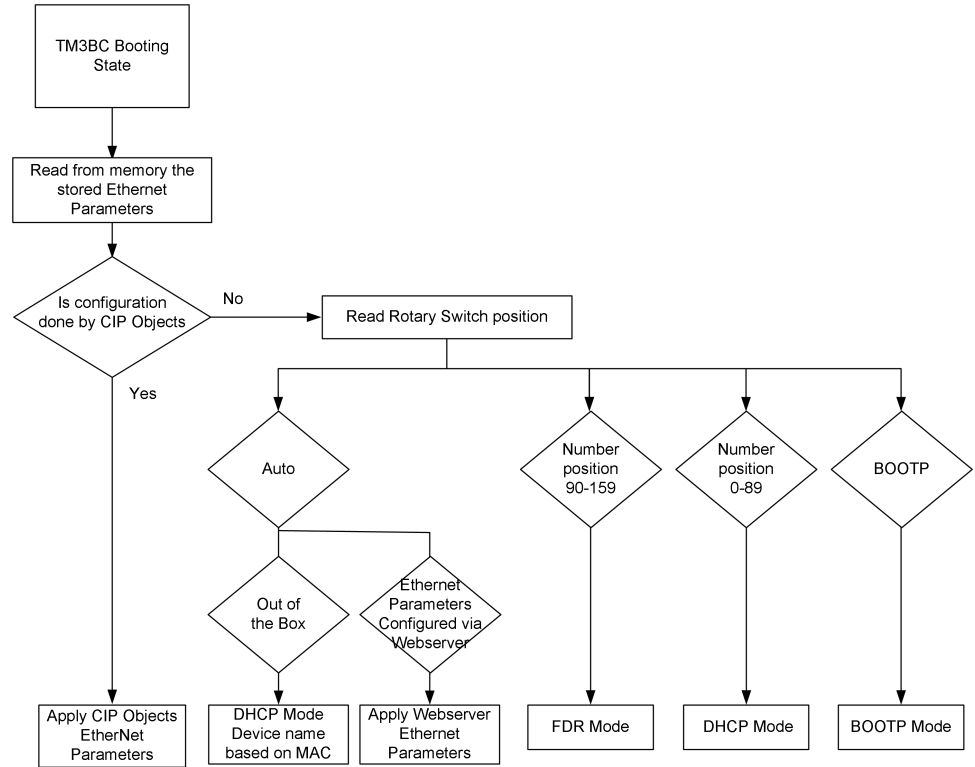 TM3BC Booting
State
Read from memory the
stored Ethernet
Parameters
Is configuration
done by CIP Objects
No
Read Rotary Switch position
Yes
Auto
Number
position
90-159
Number
position
0-89
BOOTP
Out of
the Box
Ethernet
Parameters
Configured via
Webserver
Apply CIP Objects
EtherNet
Parameters
DHCP Mode
Device name
based on MAC
Apply Webserver
Ethernet
Parameters
FDR Mode
DHCP Mode
BOOTP Mode